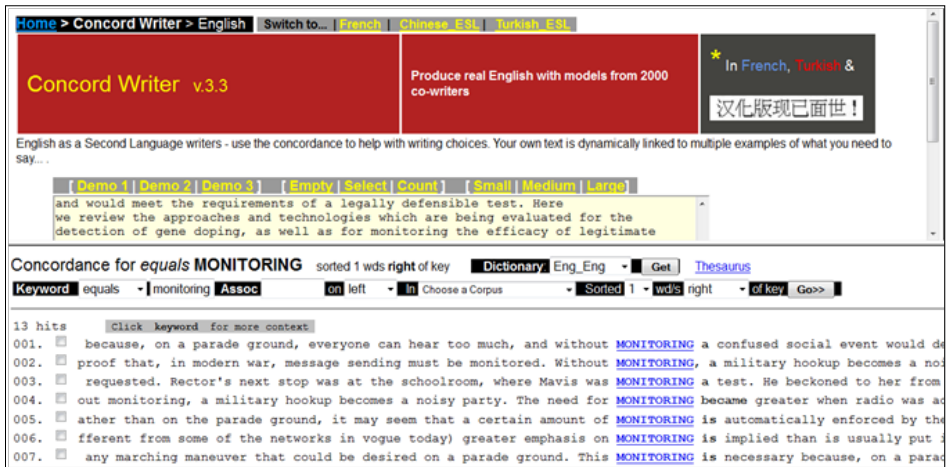 Home > Concord Writer > English Switch to... | French | Chinese_ESL | Turkish_ESL
Concord Writer v.3.3
Produce real English with models from 2000
co-writers
* In French, Turkish &
汉化版现已面世！
English as a Second Language writers - use the concordance to help with writing choices. Your own text is dynamically linked to multiple examples of what you need to
say... .
[ Demo 1 | Demo 2 | Demo 3 ] [ Empty | Select | Count ] [ Small | Medium | Large]
and would meet the requirements of a legally defensible test. Here
we review the approaches and technologies which are being evaluated for the
detection of gene doping, as well as for monitoring the efficacy of legitimate
Concordance for equals MONITORING sorted 1 wds right of key Dictionary Eng_Eng Get Thesaurus
Keyword equals monitoring Assoc on left In Choose a Corpus Sorted 1 wd/s right of key Go>>
13 hits Click keyword for more context
001. because, on a parade ground, everyone can hear too much, and without MONITORING a confused social event would de
002. proof that, in modern war, message sending must be monitored. Without MONITORING, a military hookup becomes a noi
003. requested. Rector's next stop was at the schoolroom, where Mavis was MONITORING a test. He beckoned to her from
004. out monitoring, a military hookup becomes a noisy party. The need for MONITORING became greater when radio was ad
005. ather than on the parade ground, it may seem that a certain amount of MONITORING is automatically enforced by the
006. fferent from some of the networks in vogue today) greater emphasis on MONITORING is implied than is usually put i
007. any marching maneuver that could be desired on a parade ground. This MONITORING is necessary because, on a parad